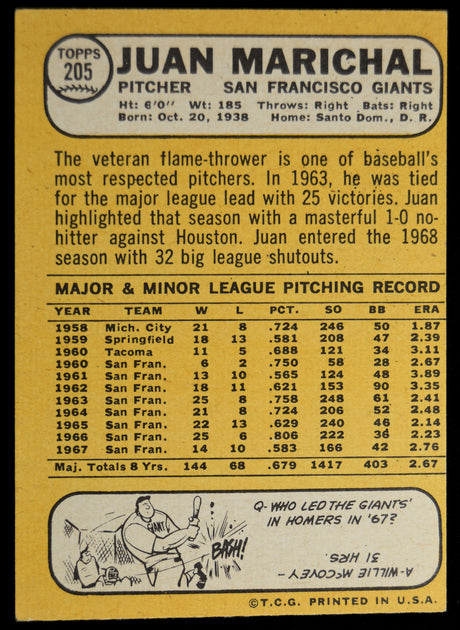 TOPPS
205
JUAN MARICHAL
PITCHER SAN FRANCISCO GIANTS
Ht: 6'0" Wt: 185 Throws: Right Bats: Right
Born: Oct. 20, 1938 Home: Santo Dom., D. R.
The veteran flame-thrower is one of baseball's
most respected pitchers. In 1963, he was tied
for the major league lead with 25 victories. Juan
highlighted that season with a masterful 1-0 no-
hitter against Houston. Juan entered the 1968
season with 32 big league shutouts.
MAJOR & MINOR LEAGUE PITCHING RECORD
YEAR TEAM W L PCT. SO BB ERA
1958 Mich. City 21 8 .724 246 50 1.87
1959 Springfield 18 13 .581 208 47 2.39
1960 Tacoma 11 5 .688 121 34 3.11
1960 San Fran. 6 2 .750 58 28 2.67
1961 San Fran. 13 10 .565 124 48 3.89
1962 San Fran. 18 11 .621 153 90 3.35
1963 San Fran. 25 8 .758 248 61 2.41
1964 San Fran. 21 8 .724 206 52 2.48
1965 San Fran. 22 13 .629 240 46 2.14
1966 San Fran. 25 6 .806 222 36 2.23
1967 San Fran. 14 10 .583 166 42 2.76
Maj. Totals 8 Yrs. 144 68 .679 1417 403 2.67
GIANT
BASH!
Q-WHO LED THE GIANTS'
IN HOMERS IN '67?
A-WILLIE McCOVEY-
31 HRS.
©T.C.G. PRINTED IN U.S.A.